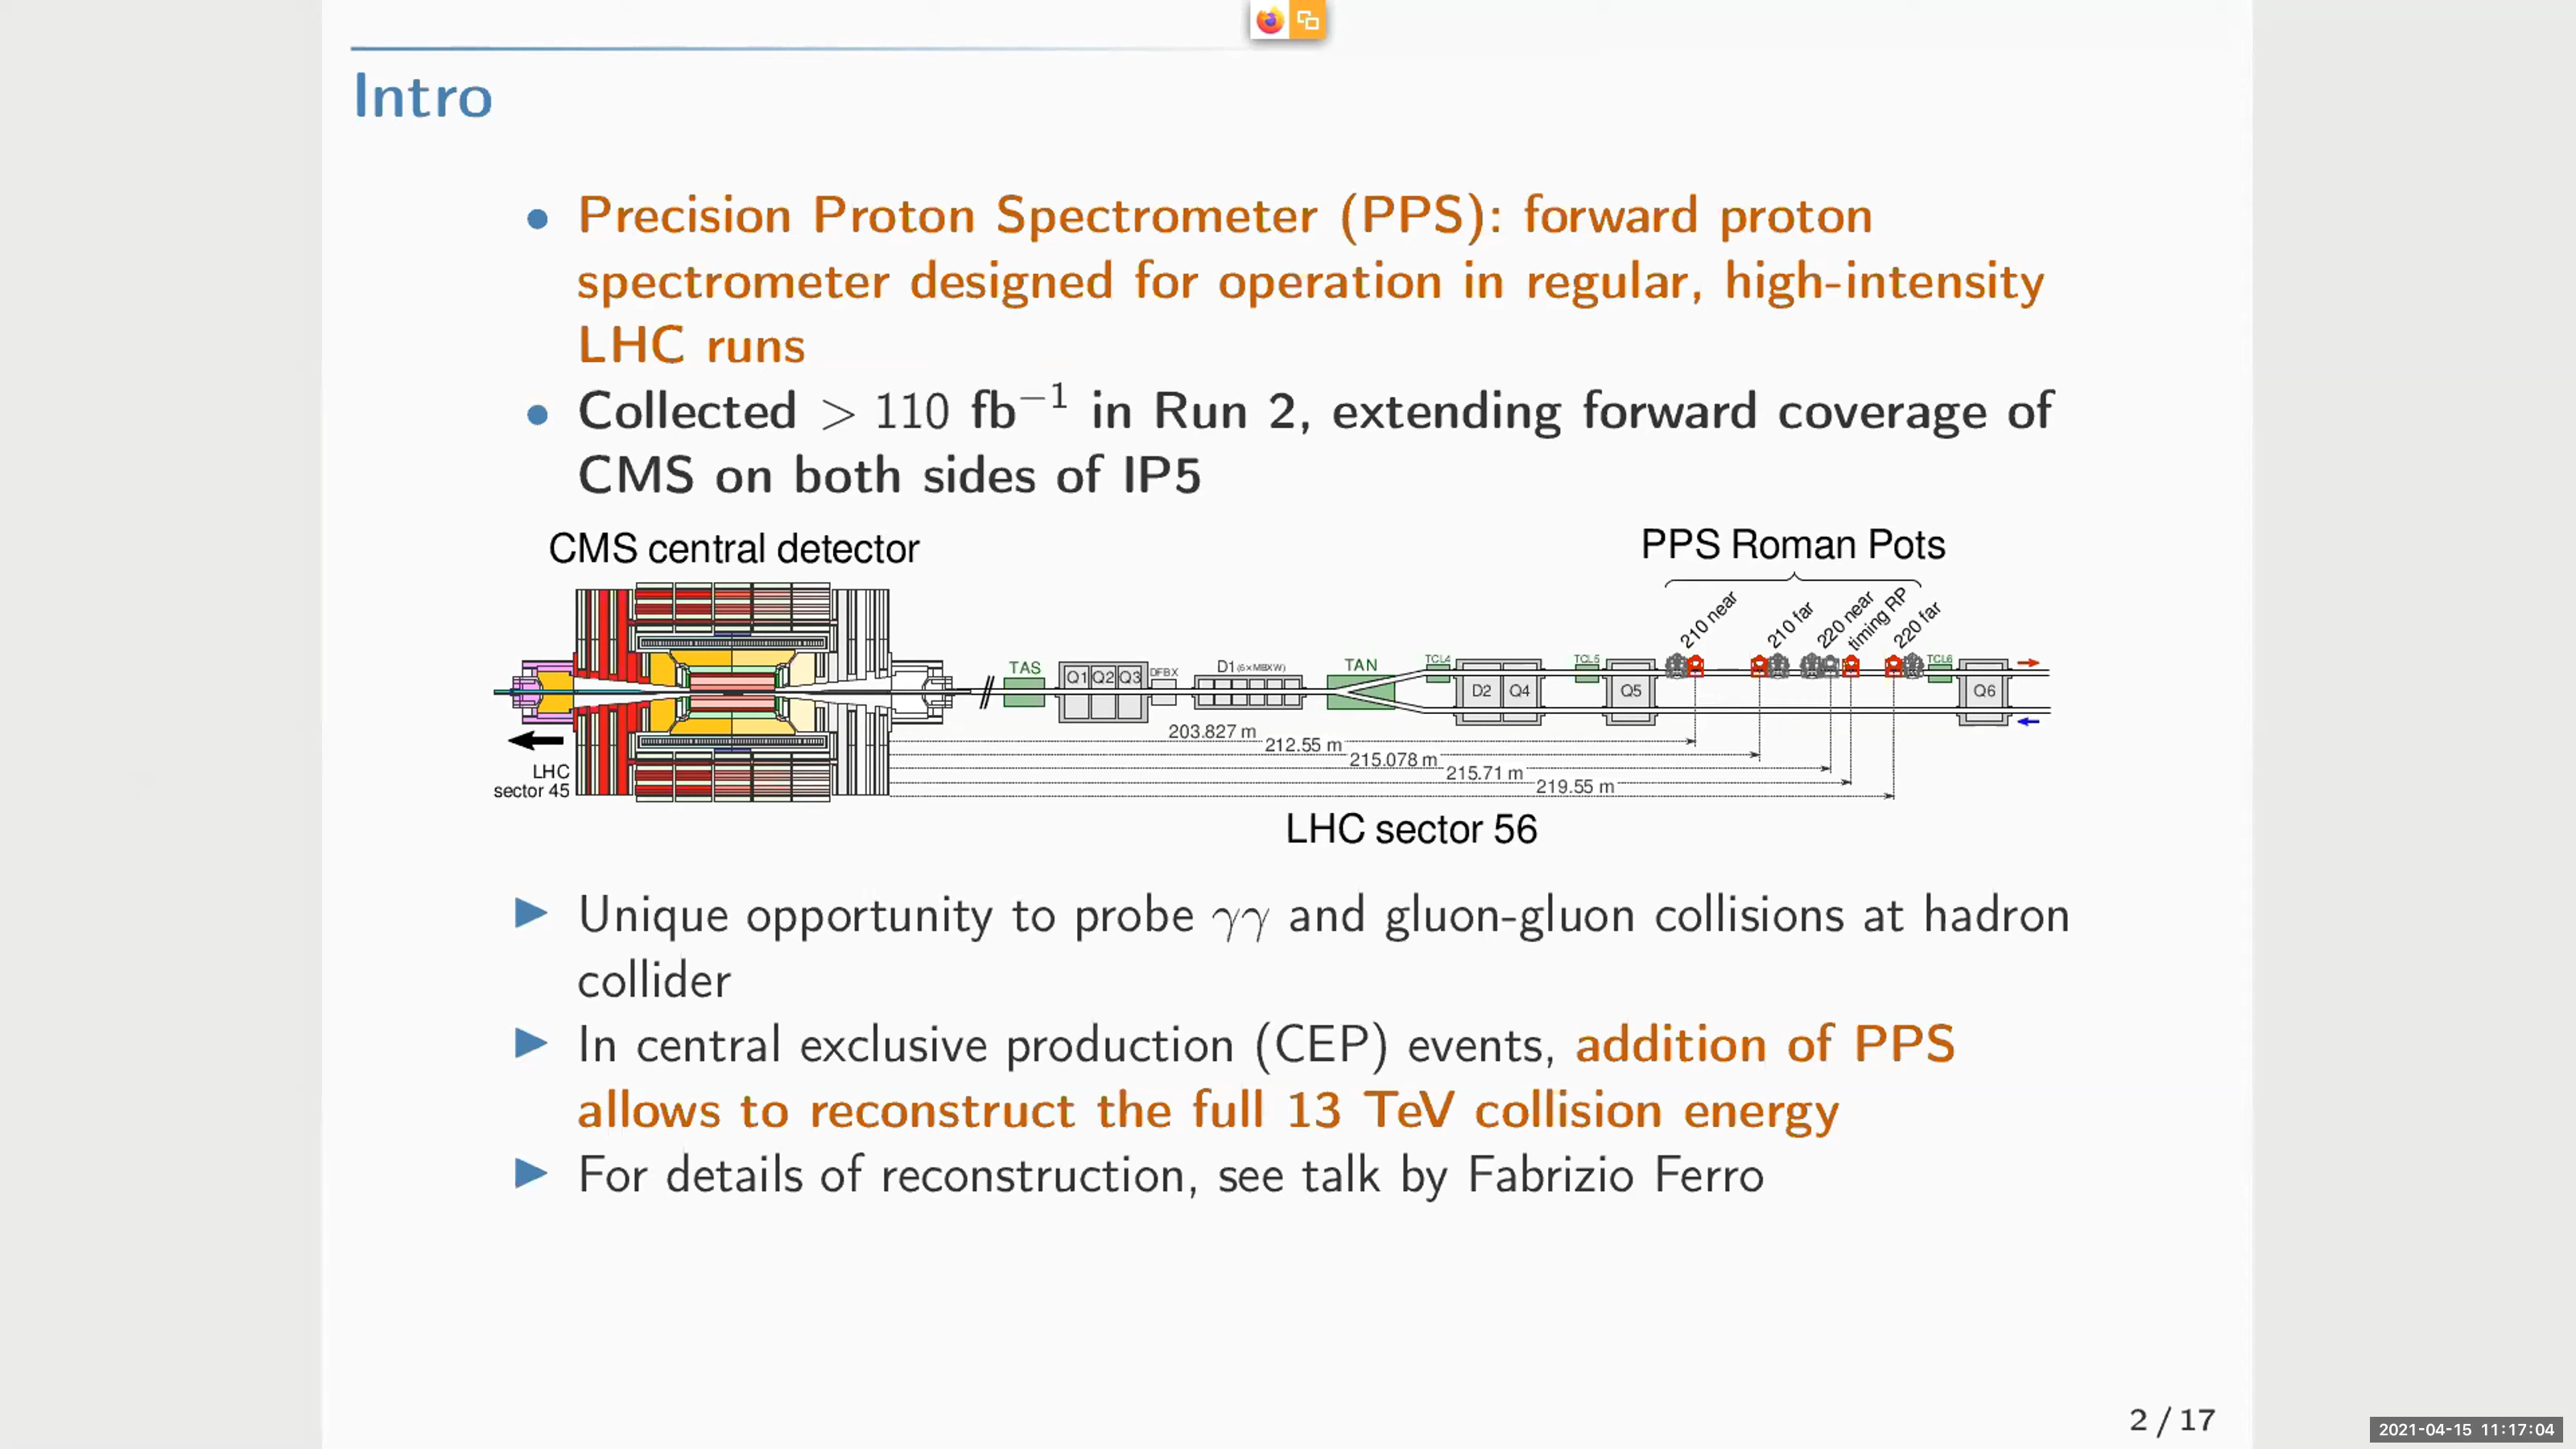 Intro
• Precision Proton Spectrometer (PPS): forward proton
spectrometer designed for operation in regular, high-intensity
LHC runs
• Collected > 110 fb⁻¹ in Run 2, extending forward coverage of
CMS on both sides of IP5
CMS central detector
PPS Roman Pots
210 near
210 far
220 near
timing RP
220 far
TAS
Q1 Q2 Q3
DFBX
D1 (6×MBXW)
TAN
TCL4
D2
Q4
TCL5
Q5
TCL6
Q6
203.827 m
212.55 m
215.078 m
215.71 m
219.55 m
LHC
sector 45
LHC sector 56
▶ Unique opportunity to probe γγ and gluon-gluon collisions at hadron
collider
▶ In central exclusive production (CEP) events, addition of PPS
allows to reconstruct the full 13 TeV collision energy
▶ For details of reconstruction, see talk by Fabrizio Ferro
2 / 17
2021-04-15 11:17:04